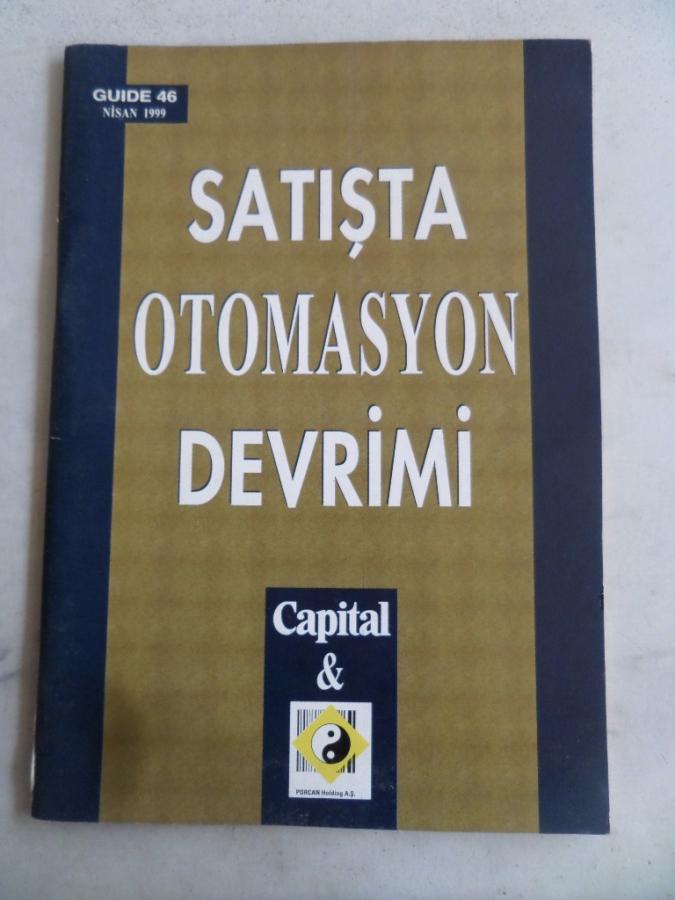 GUIDE 46
NİSAN 1999
SATIŞTA
OTOMASYON
DEVRİMİ
Capital
&
PORCAN Holding A.Ş.